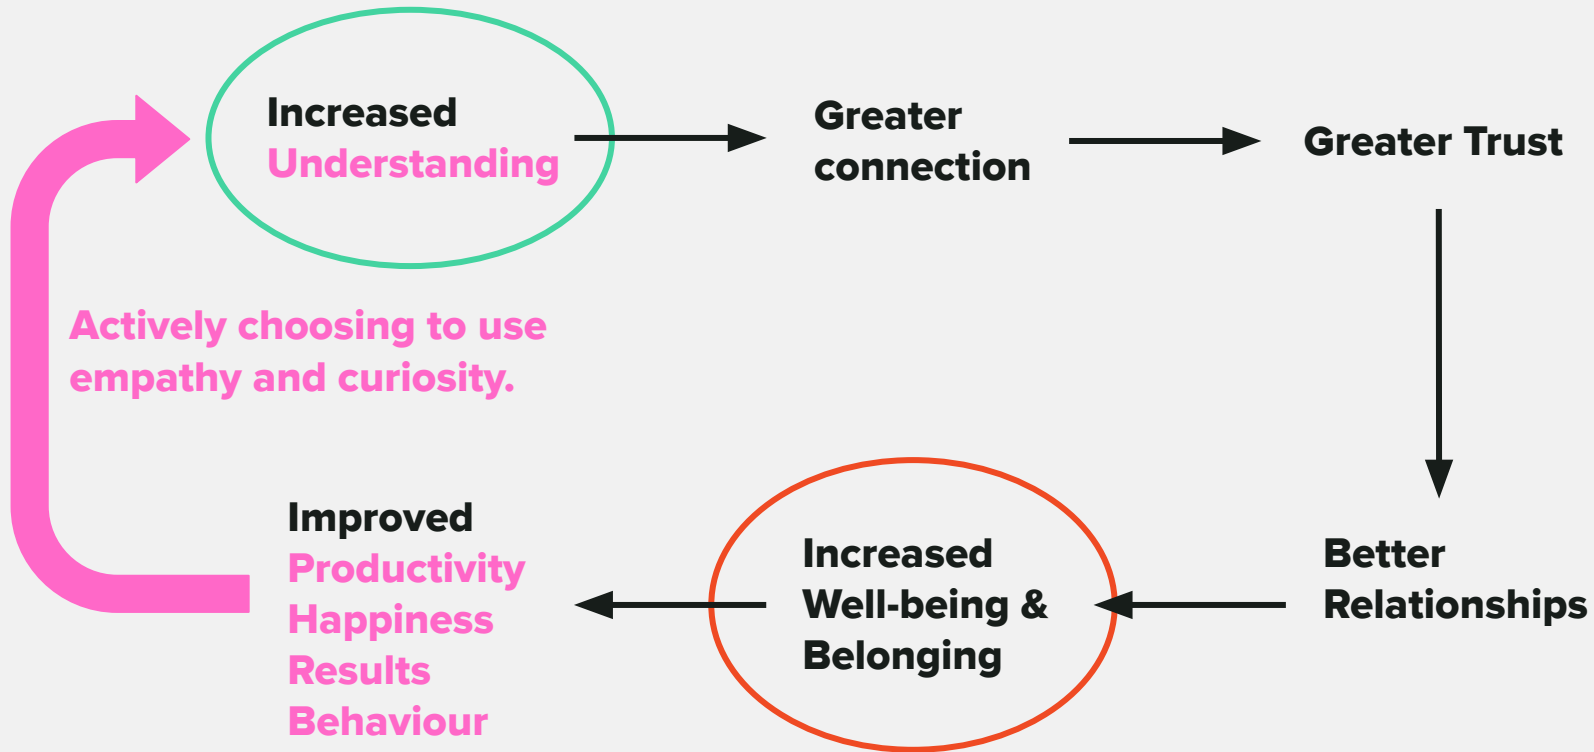 Increased
Understanding
Greater
connection
Greater Trust
Actively choosing to use
empathy and curiosity.
Improved
Productivity
Happiness
Results
Behaviour
Increased
Well-being &
Belonging
Better
Relationships